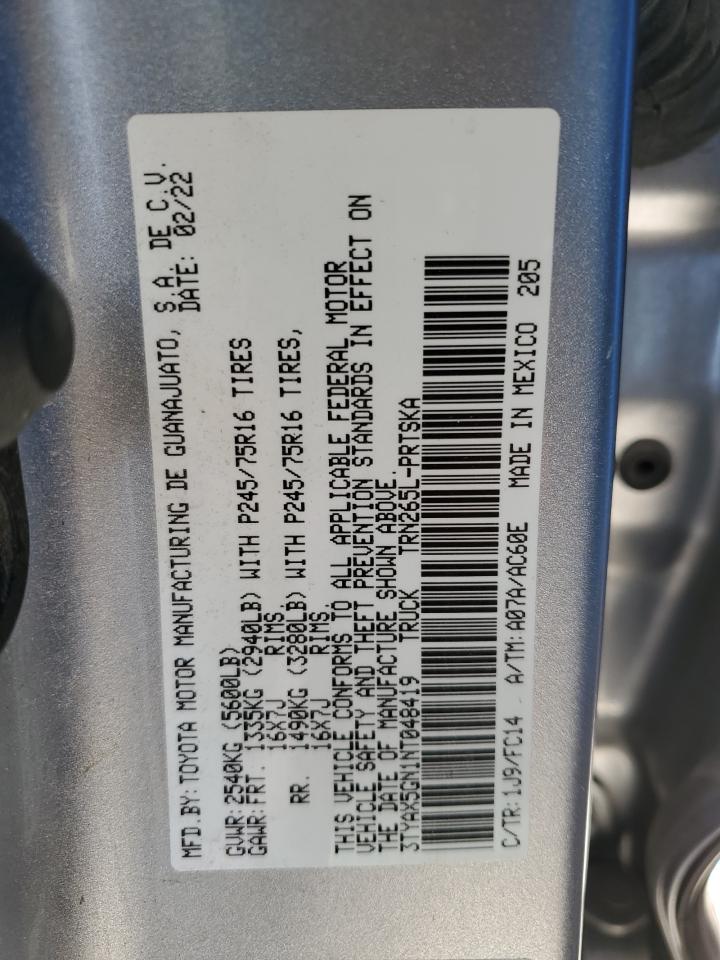 MFD.BY:TOYOTA MOTOR MANUFACTURING DE GUANAJUATO, S.A. DE C.V.
DATE: 02/22
GVWR:2540KG (5600LB)
GAWR:FRT. 1335KG (2940LB) WITH P245/75R16 TIRES
16X7J RIMS.
RR. 1490KG (3280LB) WITH P245/75R16 TIRES,
16X7J RIMS.
THIS VEHICLE CONFORMS TO ALL APPLICABLE FEDERAL MOTOR
VEHICLE SAFETY AND THEFT PREVENTION STANDARDS IN EFFECT ON
THE DATE OF MANUFACTURE SHOWN ABOVE.
3TYAX5GN1NT048419 TRUCK TRN265L-PRTSKA
C/TR:1J9/FC14 A/TM:A07A/AC60E MADE IN MEXICO 205